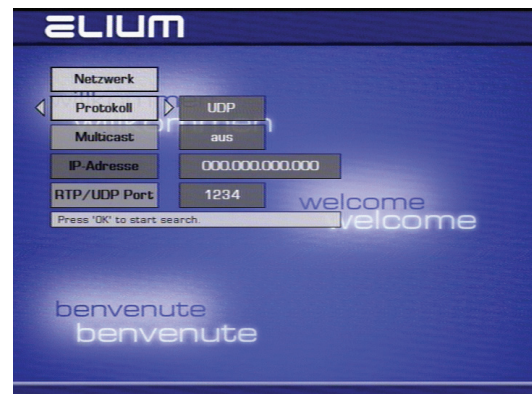 ELIUM
Netzwerk
Protokoll UDP
willkommen
Multicast aus
IP-Adresse 000.000.000.000
RTP/UDP Port 1234
welcome
Press 'OK' to start search.
welcome
benvenute
benvenute